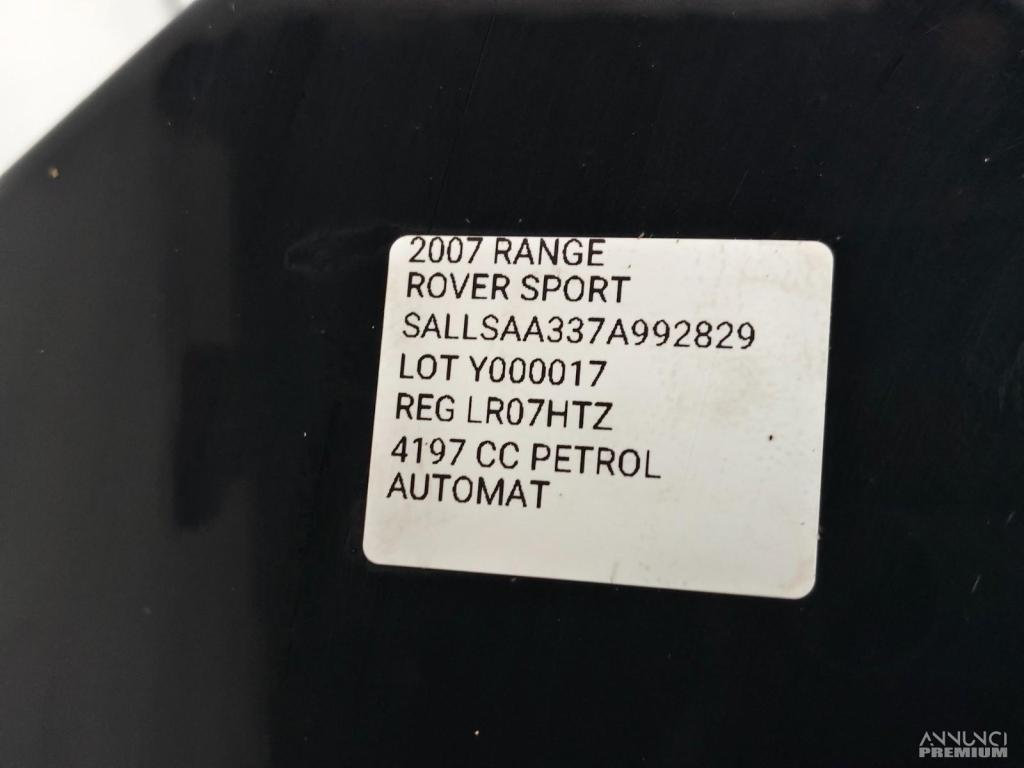 2007 RANGE
ROVER SPORT
SALLSAA337A992829
LOT Y000017
REG LR07HTZ
4197 CC PETROL
AUTOMAT
ANNUNCI
PREMIUM